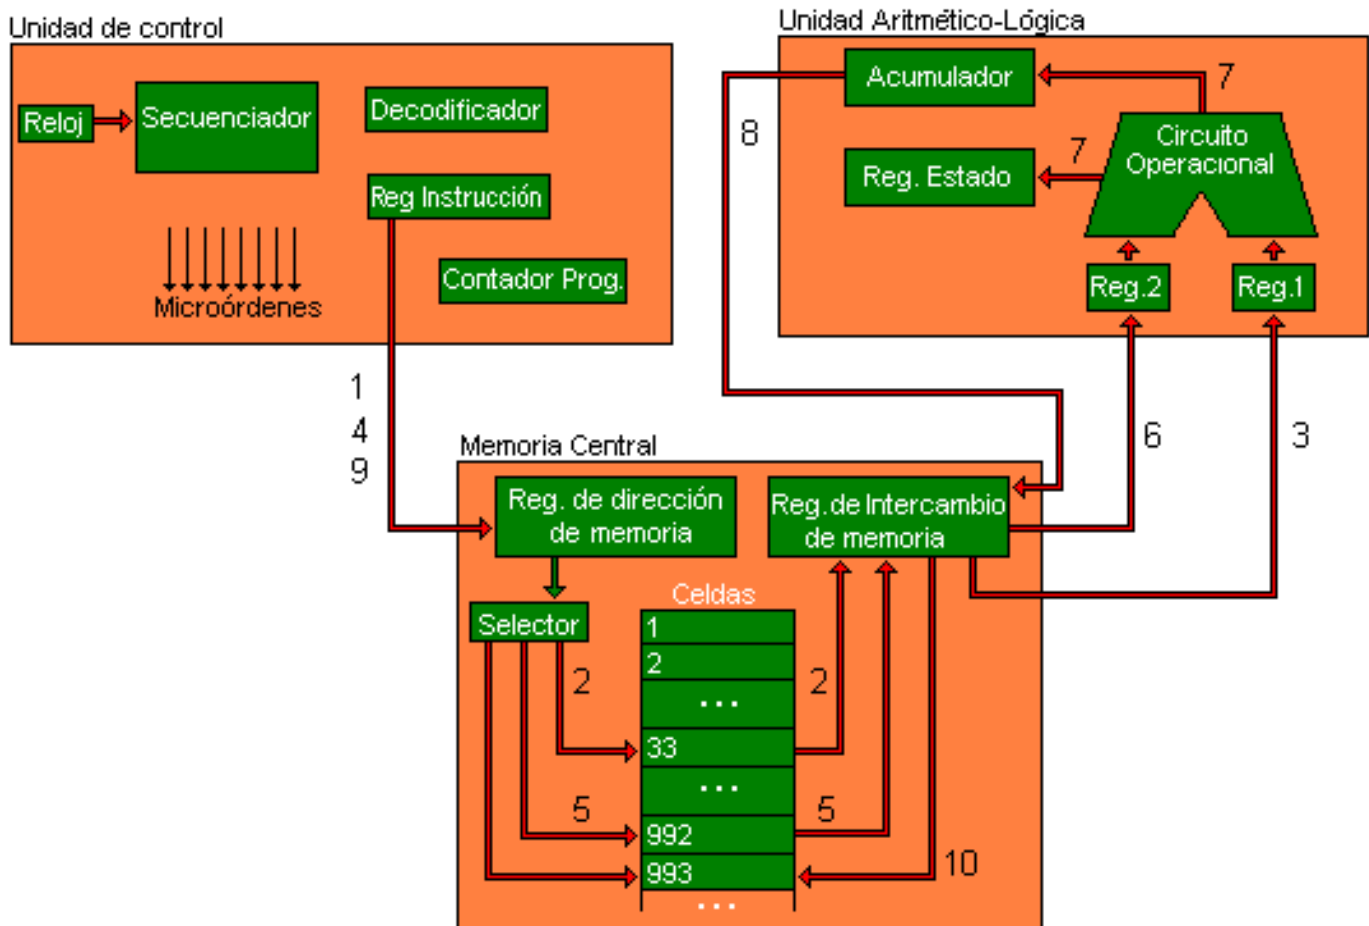 Unidad de control
Reloj
Secuenciador
Decodificador
Reg Instrucción
Contador Prog.
Microórdenes
Unidad Aritmético-Lógica
Acumulador
7
8
Circuito
Operacional
7
Reg. Estado
Reg.2
Reg.1
1
4
9
6
3
Memoria Central
Reg. de dirección
de memoria
Reg.de Intercambio
de memoria
Selector
Celdas
1
2
...
2
2
33
...
5
5
992
993
10
...